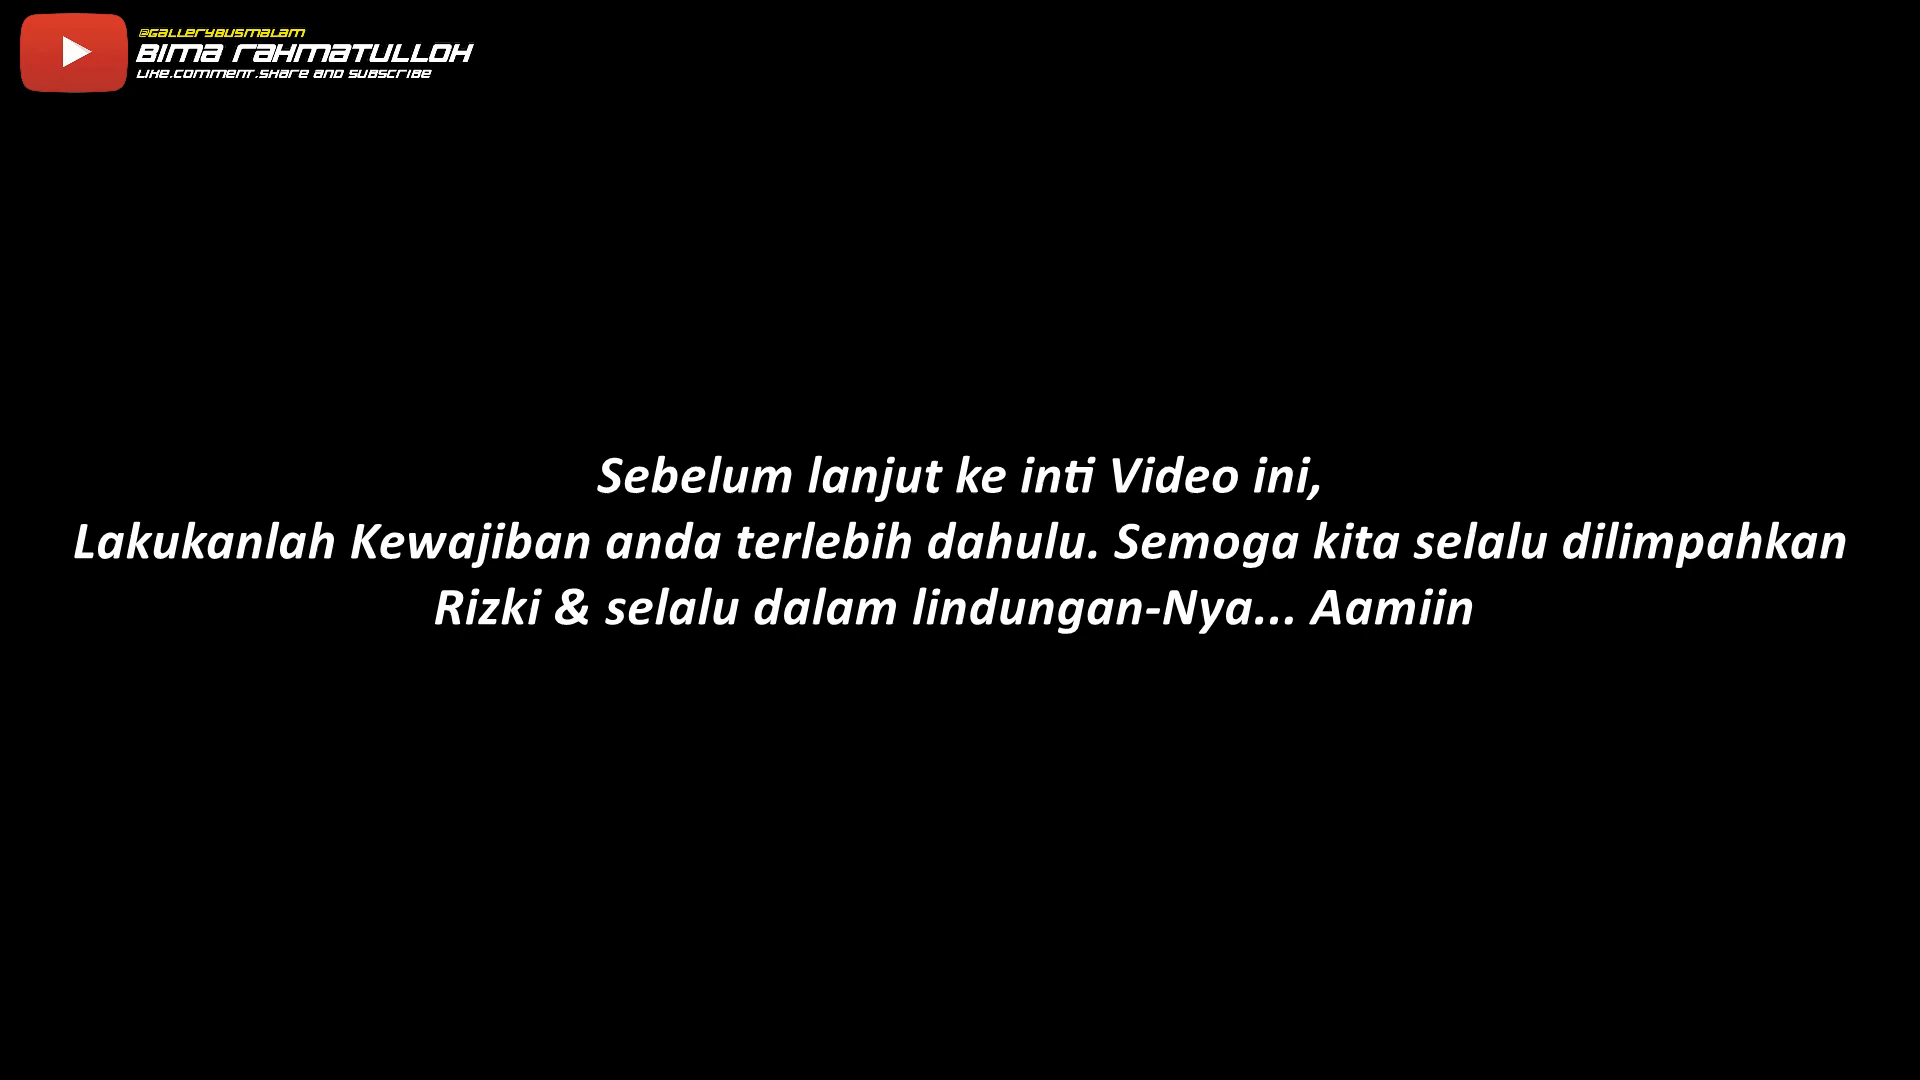 @GALLERYBUSMALAM
BIMA RAHMATULLOH
LIKE.COMMENT.SHARE AND SUBSCRIBE
Sebelum lanjut ke inti Video ini,
Lakukanlah Kewajiban anda terlebih dahulu. Semoga kita selalu dilimpahkan
Rizki & selalu dalam lindungan-Nya... Aamiin